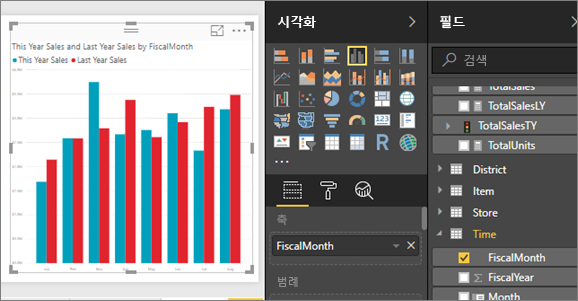 This Year Sales and Last Year Sales by FiscalMonth
This Year Sales Last Year Sales
시각화
R
123
축
FiscalMonth
범례
필드
검색
TotalSales
TotalSalesLY
TotalSalesTY
TotalUnits
District
Item
Store
Time
FiscalMonth
FiscalYear
Month